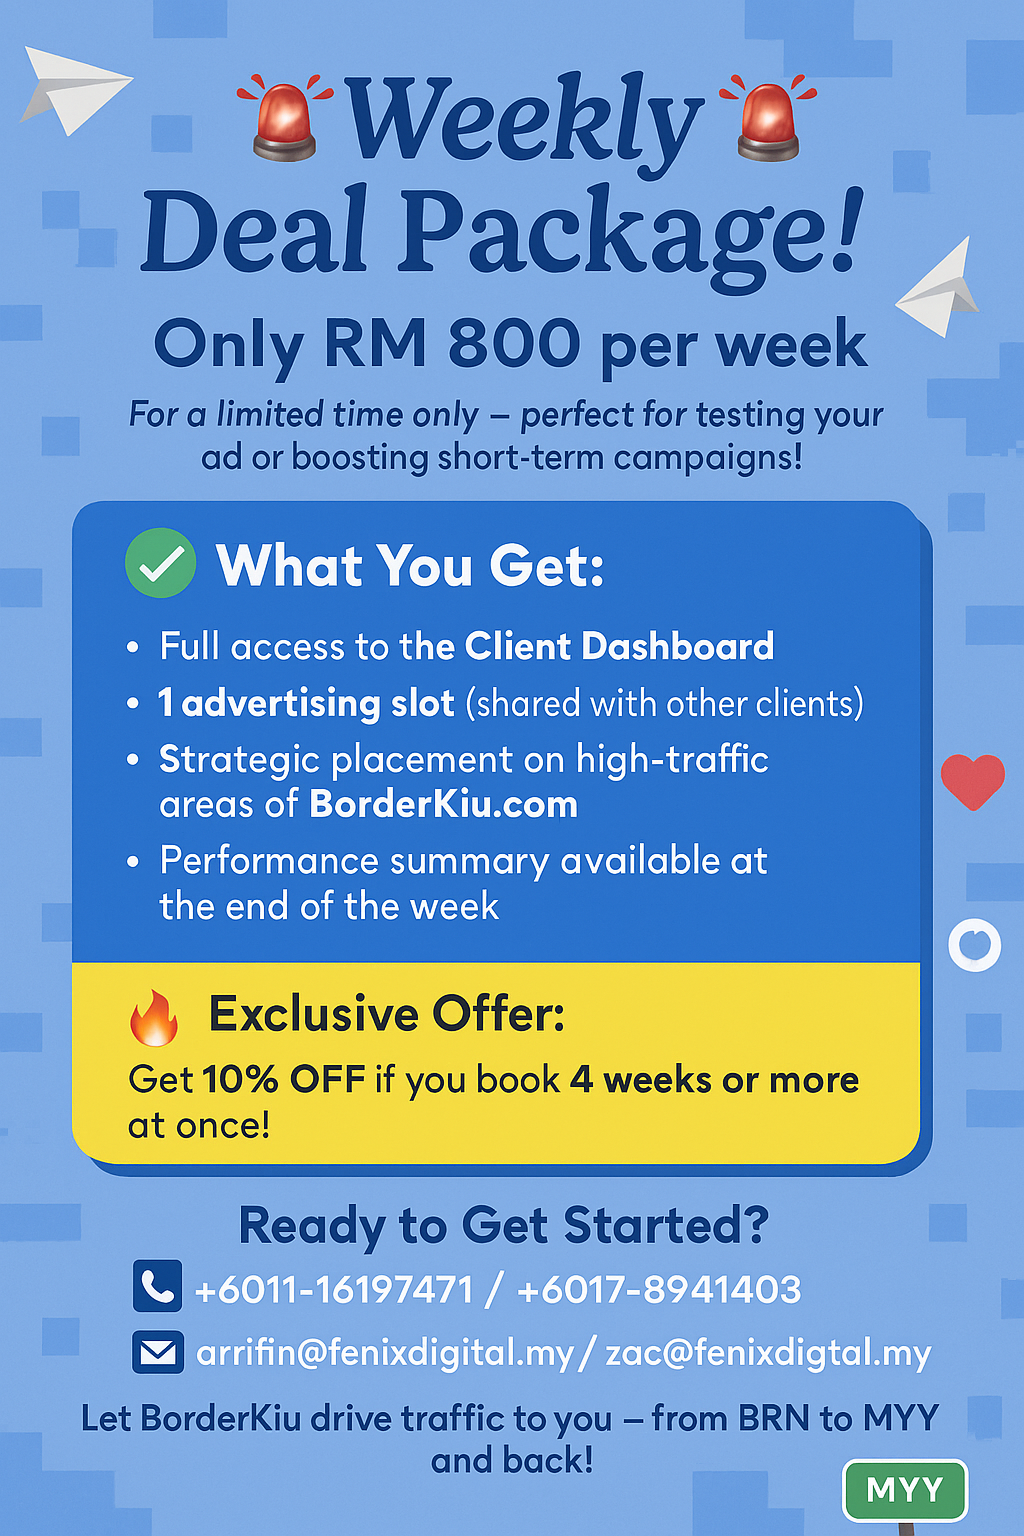 🚨Weekly🚨
Deal Package!
Only RM 800 per week
For a limited time only – perfect for testing your
ad or boosting short-term campaigns!
What You Get:
• Full access to the Client Dashboard
• 1 advertising slot (shared with other clients)
• Strategic placement on high-traffic
areas of BorderKiu.com
• Performance summary available at
the end of the week
🔥 Exclusive Offer:
Get 10% OFF if you book 4 weeks or more
at once!
Ready to Get Started?
+6011-16197471 / +6017-8941403
arrifin@fenixdigital.my / zac@fenixdigtal.my
Let BorderKiu drive traffic to you – from BRN to MYY
and back!
MYY